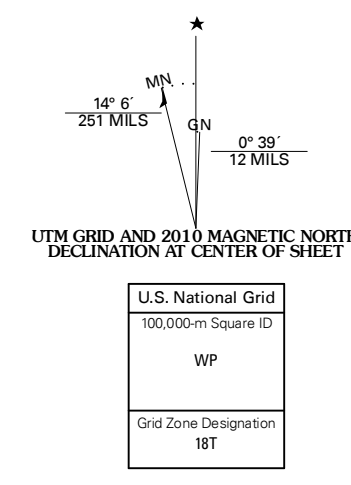 ★
MN
14° 6´
251 MILS
GN
0° 39´
12 MILS
UTM GRID AND 2010 MAGNETIC NORTH
DECLINATION AT CENTER OF SHEET
U.S. National Grid
100,000-m Square ID
WP
Grid Zone Designation
18T